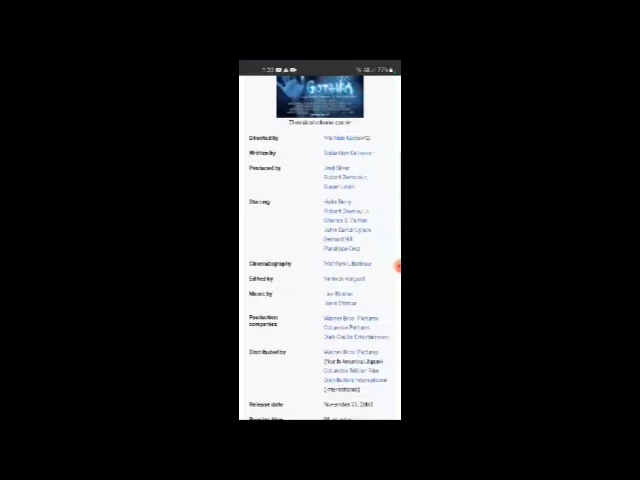 GOTHIKA
Theatrical release poster
Directed by Mathieu Kassovitz
Written by Sebastian Gutierrez
Produced by Joel Silver
Robert Zemeckis
Susan Levin
Starring Halle Berry
Robert Downey Jr.
Charles S. Dutton
John Carroll Lynch
Bernard Hill
Penélope Cruz
Cinematography Matthew Libatique
Edited by Yannick Kergoat
Music by
John Ottman
Production Warner Bros. Pictures
companies Columbia Pictures
Dark Castle Entertainment
Distributed by Warner Bros. Pictures
(North America/Japan)
Columbia TriStar Film
Distributors International
(International)
Release date November 21, 2003